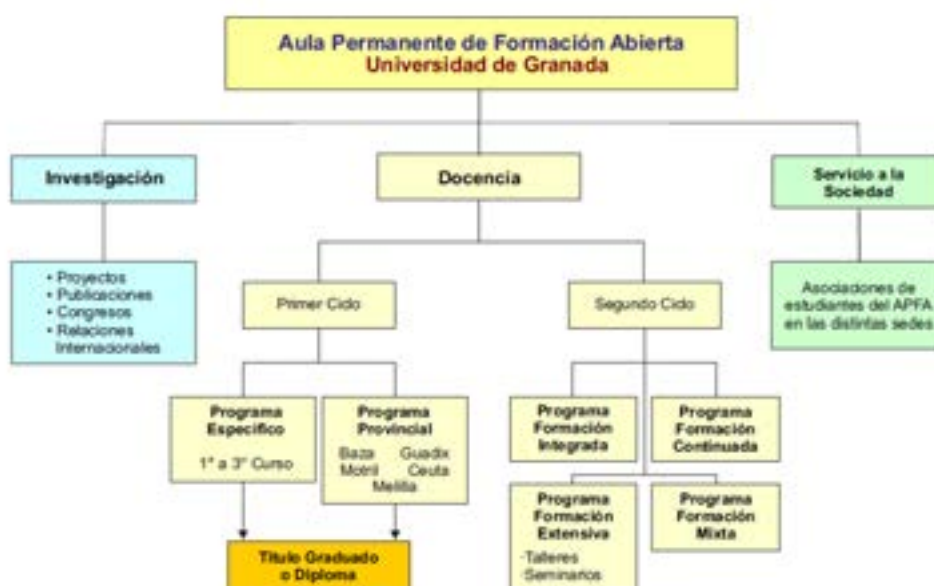 Aula Permanente de Formación Abierta
Universidad de Granada
Investigación
Docencia
Servicio a la
Sociedad
• Proyectos
• Publicaciones
• Congresos
• Relaciones
Internacionales
Primer Ciclo
Segundo Ciclo
Asociaciones de
estudiantes del APFA
en las distintas sedes
Programa
Específico
1º a 3º Curso
Programa
Provincial
Baza Guadix
Motril Ceuta
Melilla
Programa
Formación
Integrada
Programa
Formación
Continuada
Programa
Formación
Extensiva
-Talleres
-Seminarios
Programa
Formación
Mixta
Título Graduado
o Diploma